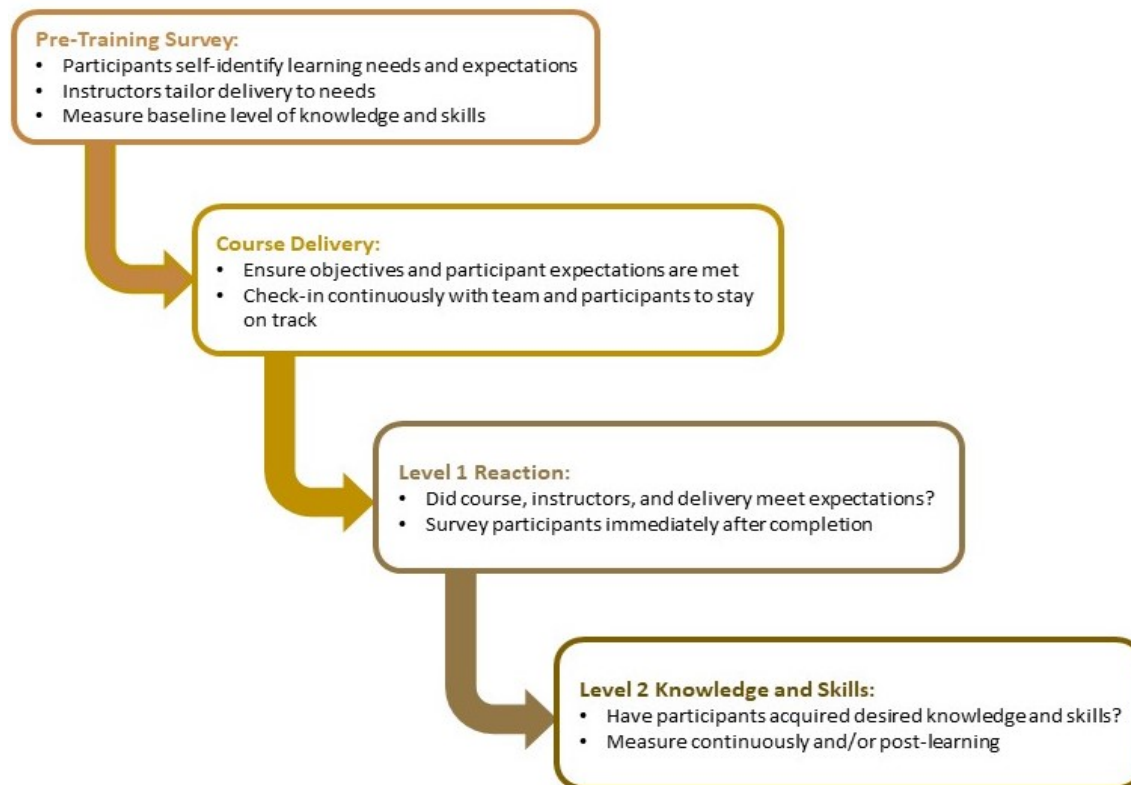 Pre-Training Survey:
• Participants self-identify learning needs and expectations
• Instructors tailor delivery to needs
• Measure baseline level of knowledge and skills
Course Delivery:
• Ensure objectives and participant expectations are met
• Check-in continuously with team and participants to stay
on track
Level 1 Reaction:
• Did course, instructors, and delivery meet expectations?
• Survey participants immediately after completion
Level 2 Knowledge and Skills:
• Have participants acquired desired knowledge and skills?
• Measure continuously and/or post-learning